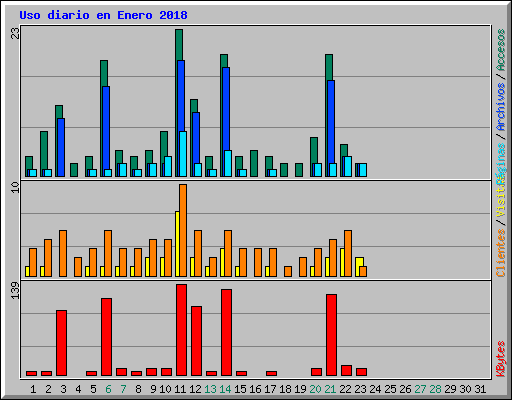 Uso diario en Enero 2018
23
10
139
Accesos / Archivos / Páginas
Visitas / Clientes
KBytes
1 2 3 4 5 6 7 8 9 10 11 12 13 14 15 16 17 18 19 20 21 22 23 24 25 26 27 28 29 30 31